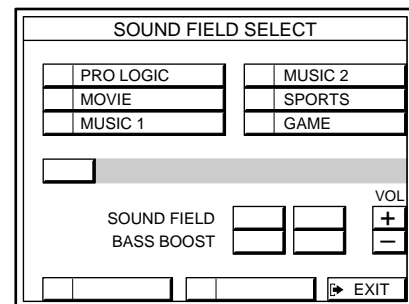 SOUND FIELD SELECT
PRO LOGIC
MOVIE
MUSIC 1
MUSIC 2
SPORTS
GAME
VOL
SOUND FIELD
+
BASS BOOST
−
EXIT